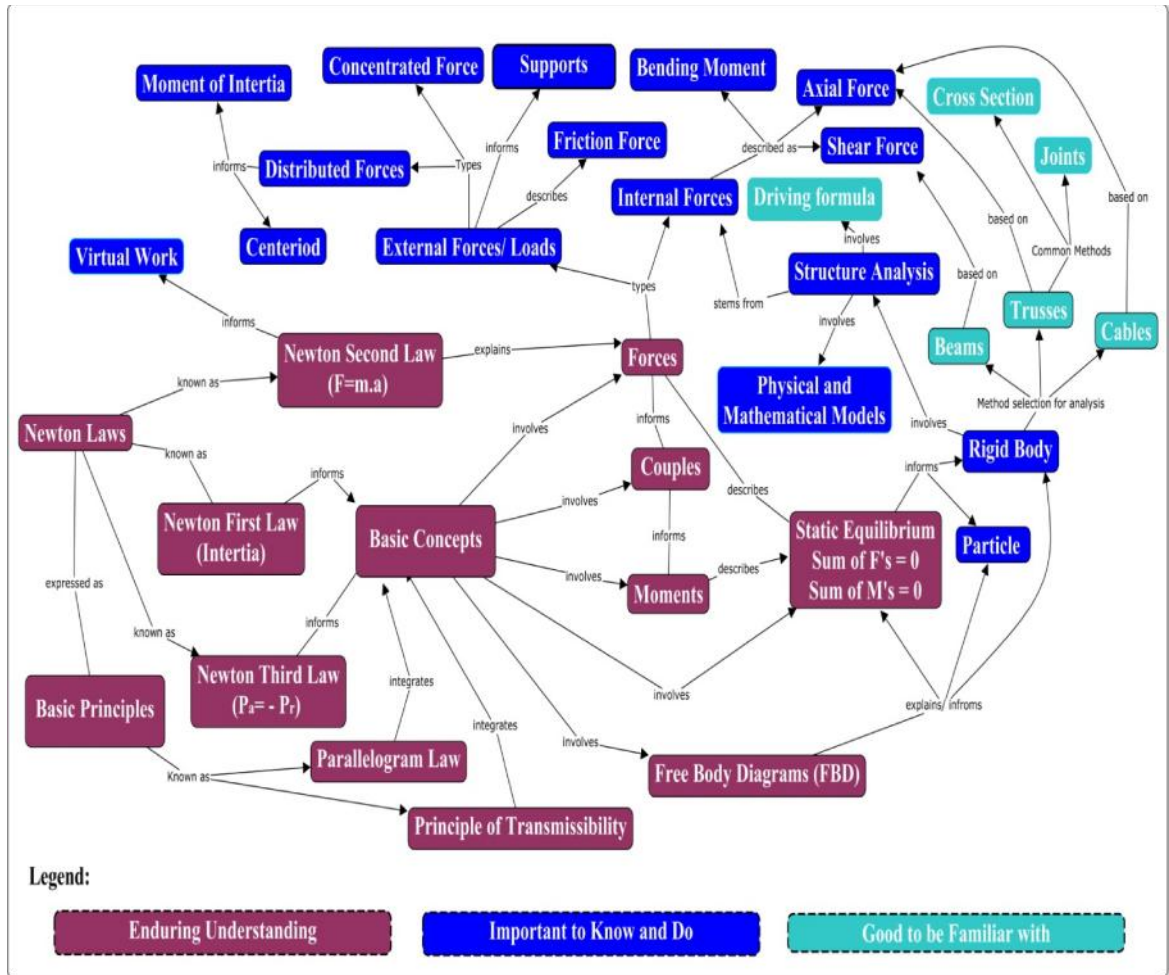 Supports
Concentrated Force
Bending Moment
Moment of Intertia
Axial Force
Cross Section
informs
Friction Force
described as
Shear Force
Joints
informs
Distributed Forces
Types
describes
Internal Forces
Driving formula
based on
based on
Virtual Work
Centeriod
External Forces/ Loads
involves
Common Methods
types
stems from
Structure Analysis
based on
Trusses
informs
involves
Beams
Cables
Newton Second Law
(F=m.a)
explains
Forces
known as
Physical and
Mathematical Models
Method selection for analysis
Newton Laws
involves
informs
involves
Rigid Body
known as
Couples
informs
informs
describes
Newton First Law
(Intertia)
Basic Concepts
involves
informs
Static Equilibrium
Sum of F's = 0
Sum of M's = 0
Particle
expressed as
involves
Moments
describes
known as
informs
Newton Third Law
(Pa= - Pr)
integrates
involves
Basic Principles
integrates
explains/ infroms
involves
Parallelogram Law
Free Body Diagrams (FBD)
Known as
Principle of Transmissibility
Legend:
Enduring Understanding
Important to Know and Do
Good to be Familiar with